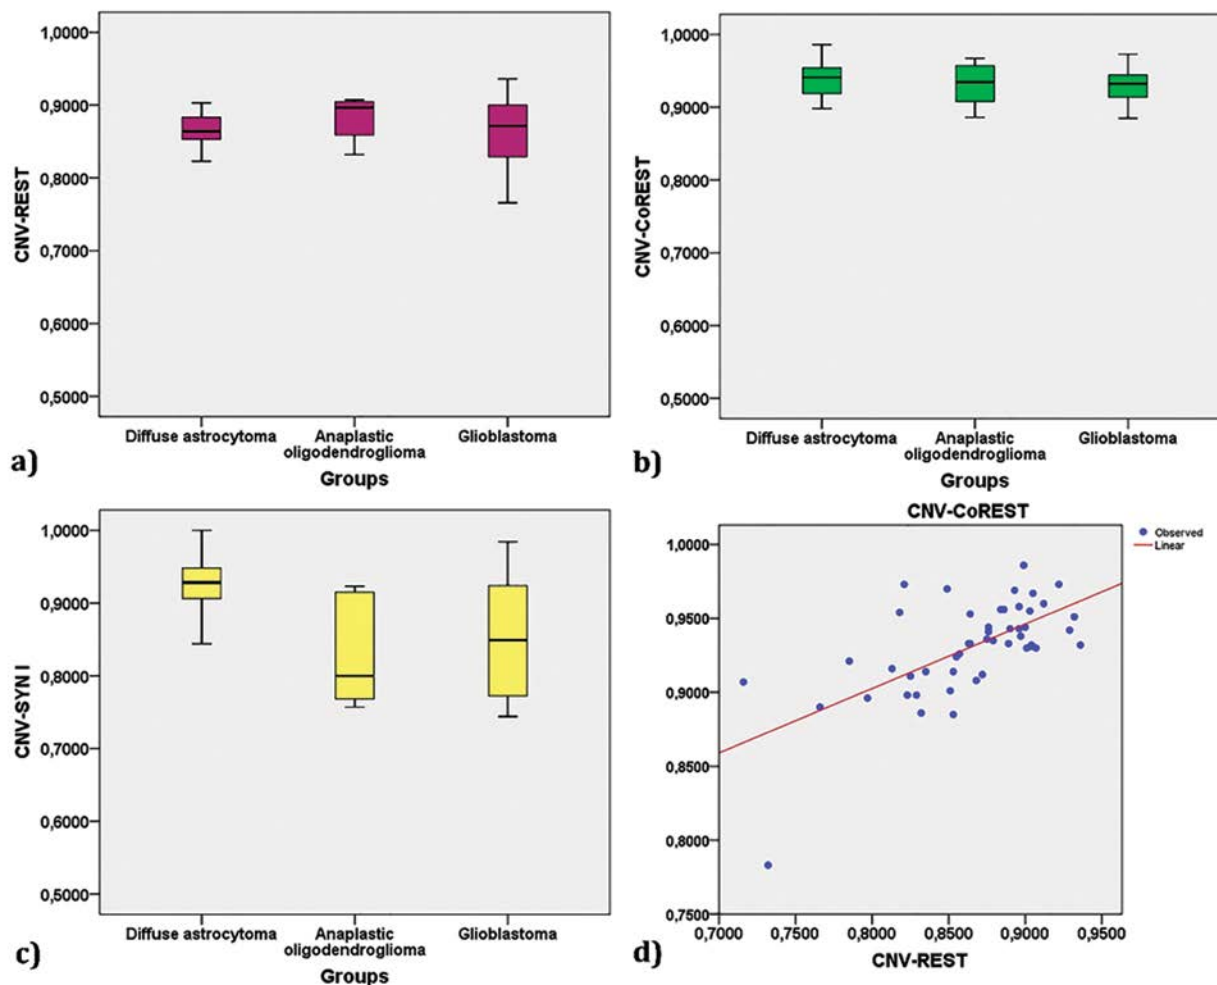 1,0000
0,9000
0,8000
0,7000
0,6000
0,5000
CNV-REST
Diffuse astrocytoma
Anaplastic
oligodendroglioma
Glioblastoma
Groups
a)
1,0000
0,9000
0,8000
0,7000
0,6000
0,5000
CNV-CoREST
Diffuse astrocytoma
Anaplastic
oligodendroglioma
Glioblastoma
Groups
b)
1,0000
0,9000
0,8000
0,7000
0,6000
0,5000
CNV-SYN I
Diffuse astrocytoma
Anaplastic
oligodendroglioma
Glioblastoma
Groups
c)
CNV-CoREST
Observed
Linear
1,0000
0,9500
0,9000
0,8500
0,8000
0,7500
0,7000 0,7500 0,8000 0,8500 0,9000 0,9500
CNV-REST
d)